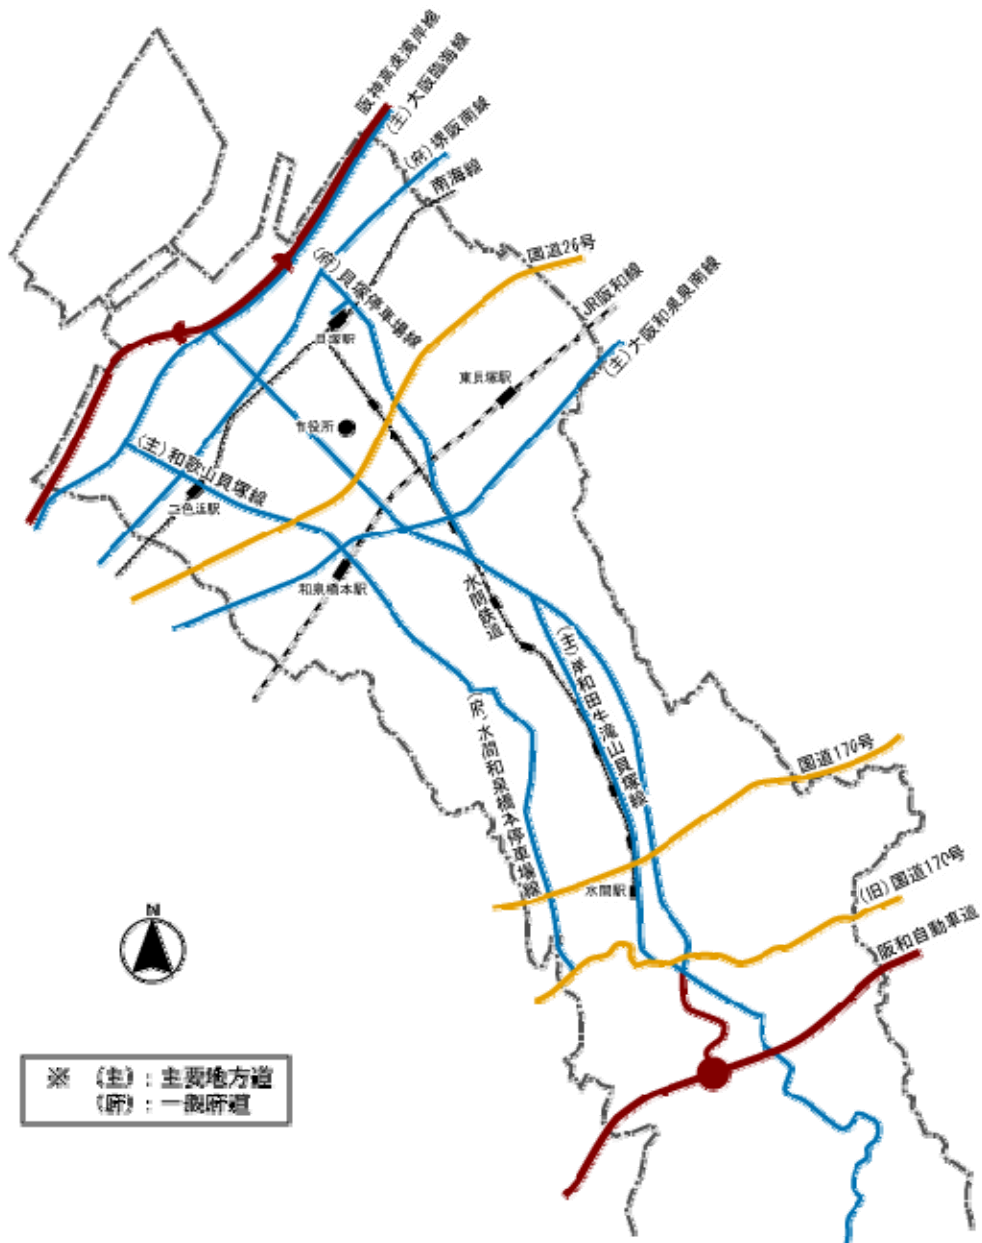 阪神高速湾岸線
(主)大阪臨海線
(府)堺阪南線
南海線
国道26号
(府)貝塚停車場線
JR阪和線
(主)大阪和泉泉南線
貝塚駅
東貝塚駅
市役所
(主)和歌山貝塚線
二色浜駅
和泉橋本駅
水間鉄道
(主)岸和田牛滝山貝塚線
(府)水間和泉橋本停車場線
国道170号
水間駅
(旧)国道170号
阪和自動車道
N
※ (主):主要地方道
(府):一般府道